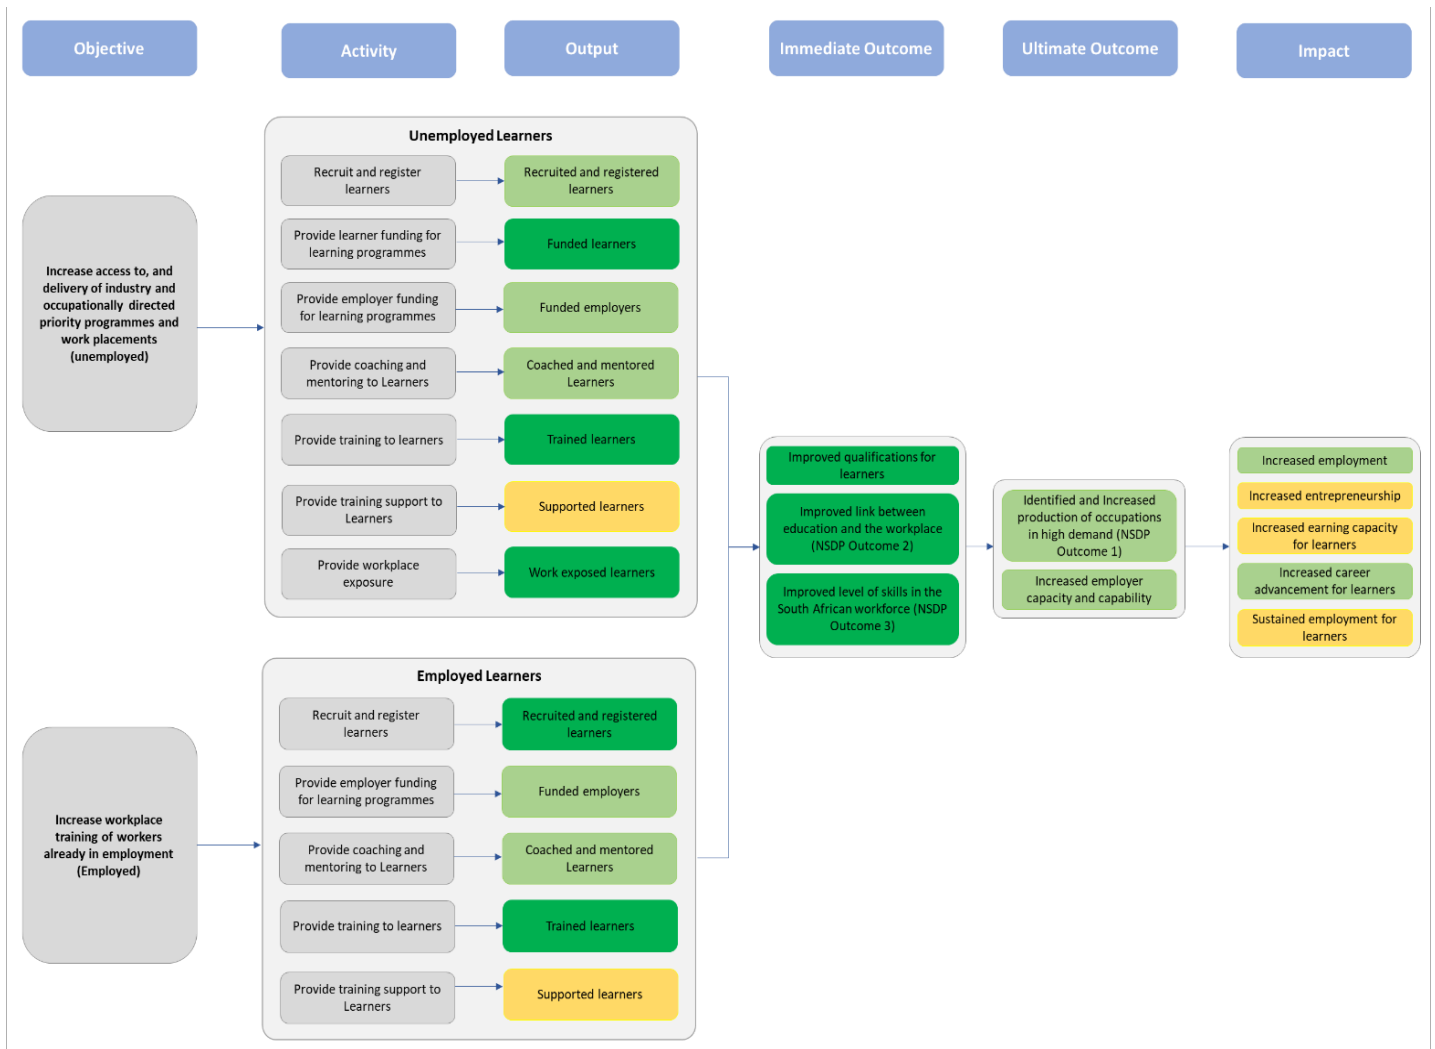 Objective
Activity
Output
Immediate Outcome
Ultimate Outcome
Impact
Increase access to, and
delivery of industry and
occupationally directed
priority programmes and
work placements
(unemployed)
Unemployed Learners
Recruit and register
learners
Recruited and registered
learners
Provide learner funding for
learning programmes
Funded learners
Provide employer funding
for learning programmes
Funded employers
Provide coaching and
mentoring to Learners
Coached and mentored
Learners
Provide training to learners
Trained learners
Provide training support to
Learners
Supported learners
Provide workplace
exposure
Work exposed learners
Increase workplace
training of workers
already in employment
(Employed)
Employed Learners
Recruit and register
learners
Recruited and registered
learners
Provide employer funding
for learning programmes
Funded employers
Provide coaching and
mentoring to Learners
Coached and mentored
Learners
Provide training to learners
Trained learners
Provide training support to
Learners
Supported learners
Improved qualifications for
learners
Improved link between
education and the workplace
(NSDP Outcome 2)
Improved level of skills in the
South African workforce (NSDP
Outcome 3)
Identified and Increased
production of occupations
in high demand (NSDP
Outcome 1)
Increased employer
capacity and capability
Increased employment
Increased entrepreneurship
Increased earning capacity
for learners
Increased career
advancement for learners
Sustained employment for
learners